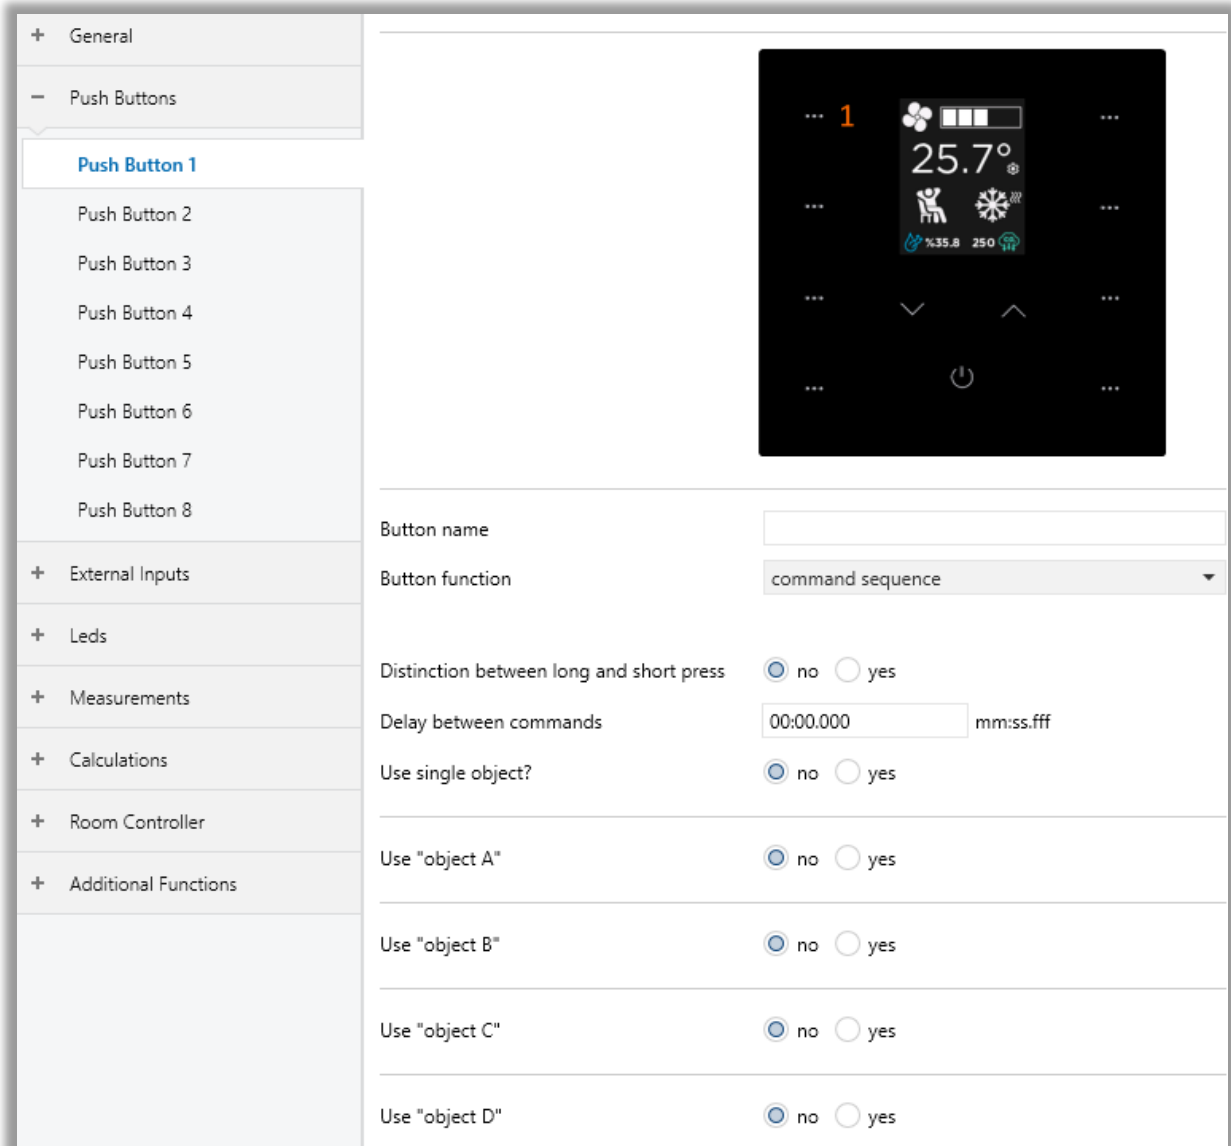 General
Push Buttons
Push Button 1
Push Button 2
Push Button 3
Push Button 4
Push Button 5
Push Button 6
Push Button 7
Push Button 8
External Inputs
Leds
Measurements
Calculations
Room Controller
Additional Functions
1
25.7°
%35.8 250 CO₂
Button name
Button function command sequence
Distinction between long and short press no yes
Delay between commands 00:00.000 mm:ss.fff
Use single object? no yes
Use "object A" no yes
Use "object B" no yes
Use "object C" no yes
Use "object D" no yes